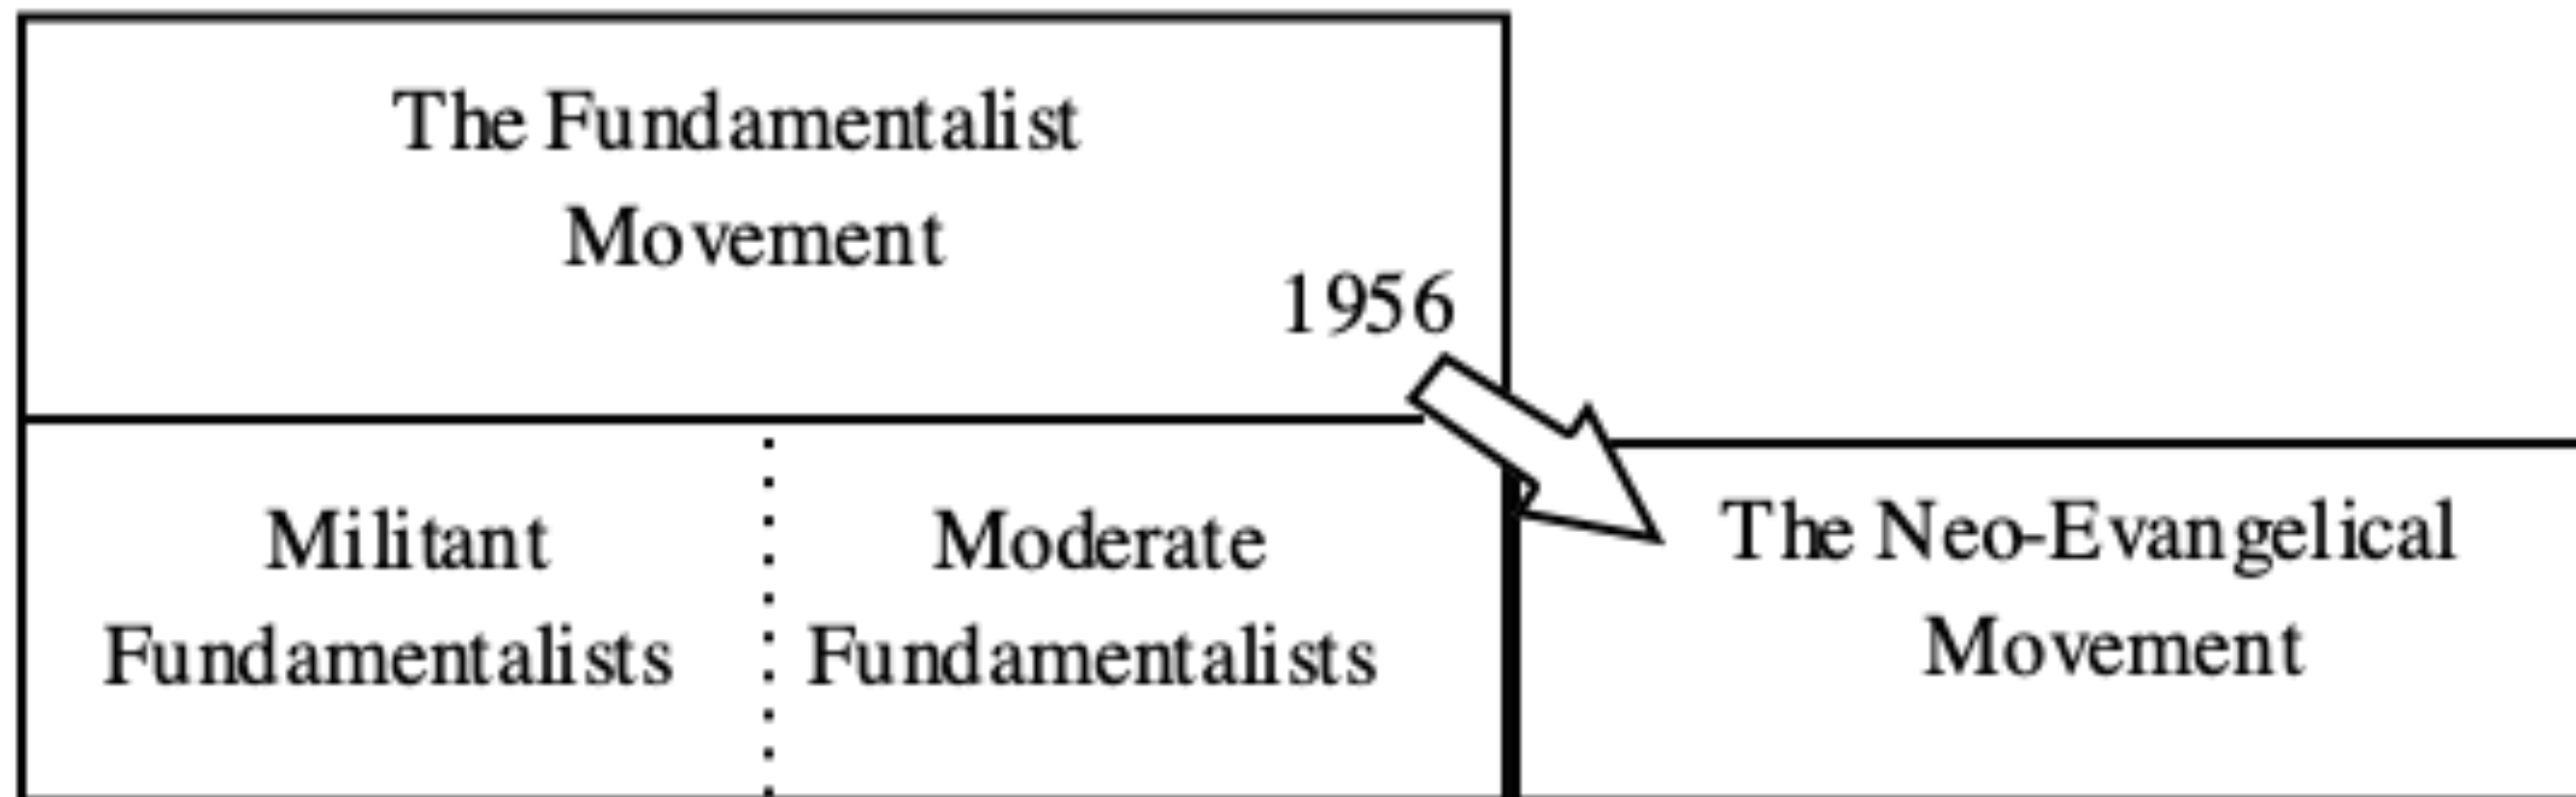 The Fundamentalist
Movement
1956
Militant
Fundamentalists
Moderate
Fundamentalists
The Neo-Evangelical
Movement